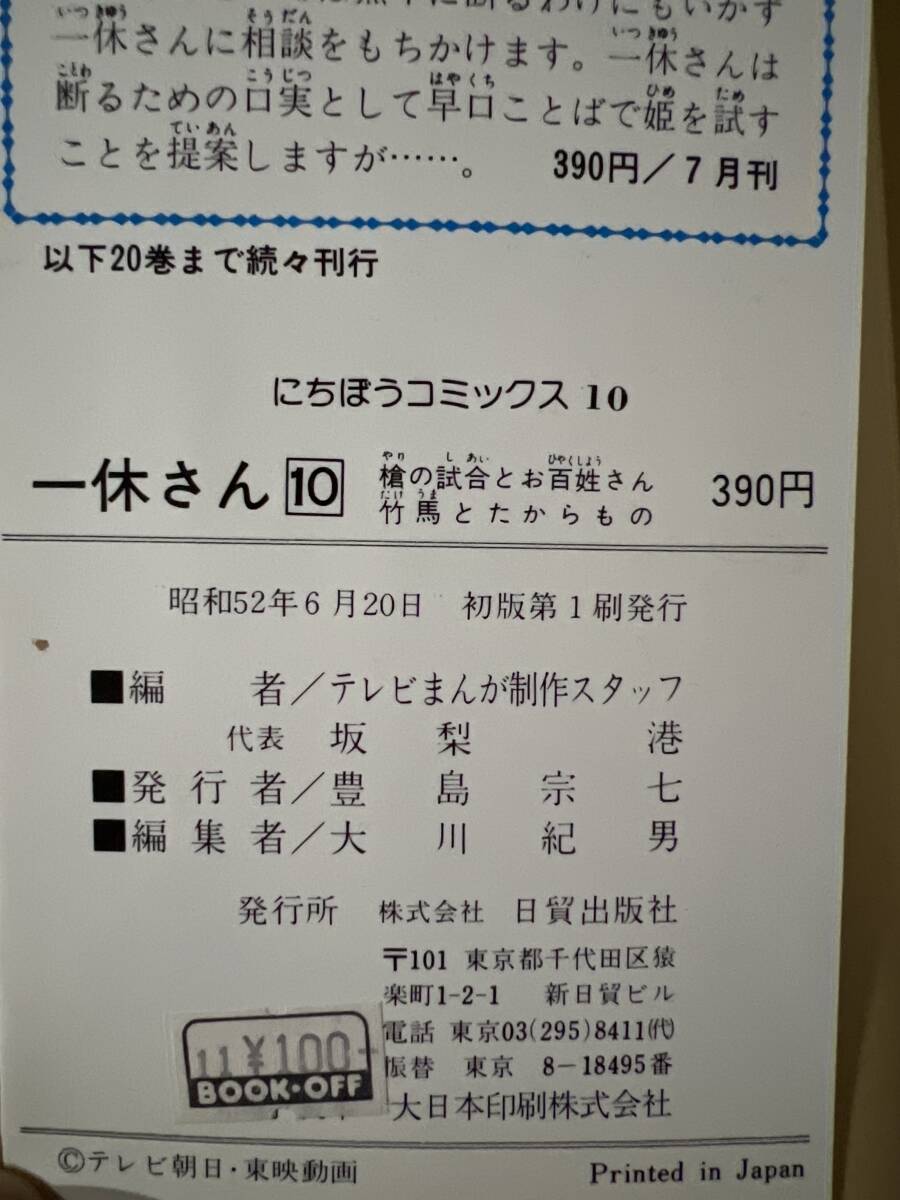 に断るわけにもいかず
一休さんに相談をもちかけます。一休さんは
断るための口実として早口ことばで姫を試す
ことを提案しますが……。
390円／7月刊
以下20巻まで続々刊行
にちぼうコミックス 10
一休さん 10 槍の試合とお百姓さん 390円
竹馬とたからもの
昭和52年6月20日 初版第1刷発行
■編 者／テレビまんが制作スタッフ
代表 坂梨 港
■発行者／豊島宗七
■編集者／大川紀男
発行所 株式会社 日貿出版社
〒101 東京都千代田区猿
楽町1-2-1 新日貿ビル
電話 東京03(295)8411(代)
振替 東京 8－18495番
大日本印刷株式会社
11 ¥100-
BOOK・OFF
©テレビ朝日・東映動画
Printed in Japan